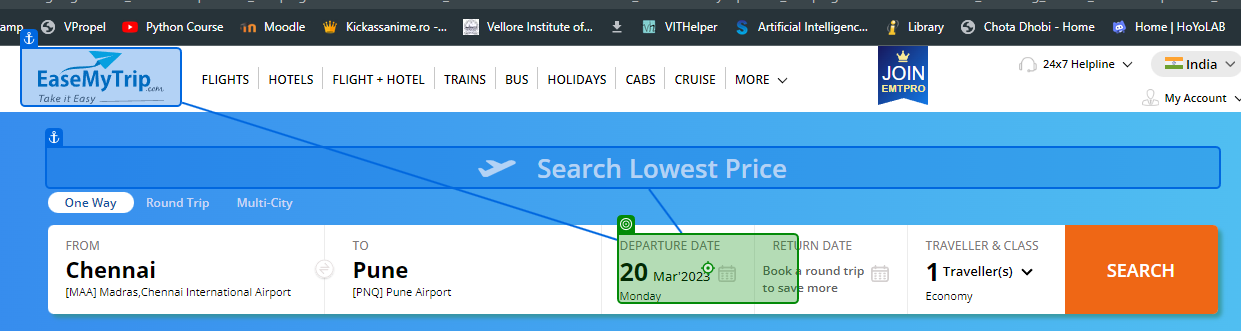 amp
VPropel
Python Course
Moodle
Kickassanime.ro -...
Vellore Institute of...
VITHelper
Artificial Intelligenc...
Library
Chota Dhobi - Home
Home | HoYoLAB
EaseMyTrip.com
Take it Easy
FLIGHTS
HOTELS
FLIGHT + HOTEL
TRAINS
BUS
HOLIDAYS
CABS
CRUISE
MORE
JOIN
EMTPRO
24x7 Helpline
India
My Account
Search Lowest Price
One Way
Round Trip
Multi-City
FROM
Chennai
[MAA] Madras,Chennai International Airport
TO
Pune
[PNQ] Pune Airport
DEPARTURE DATE
20 Mar'2023
Monday
RETURN DATE
Book a round trip
to save more
TRAVELLER & CLASS
1 Traveller(s)
Economy
SEARCH